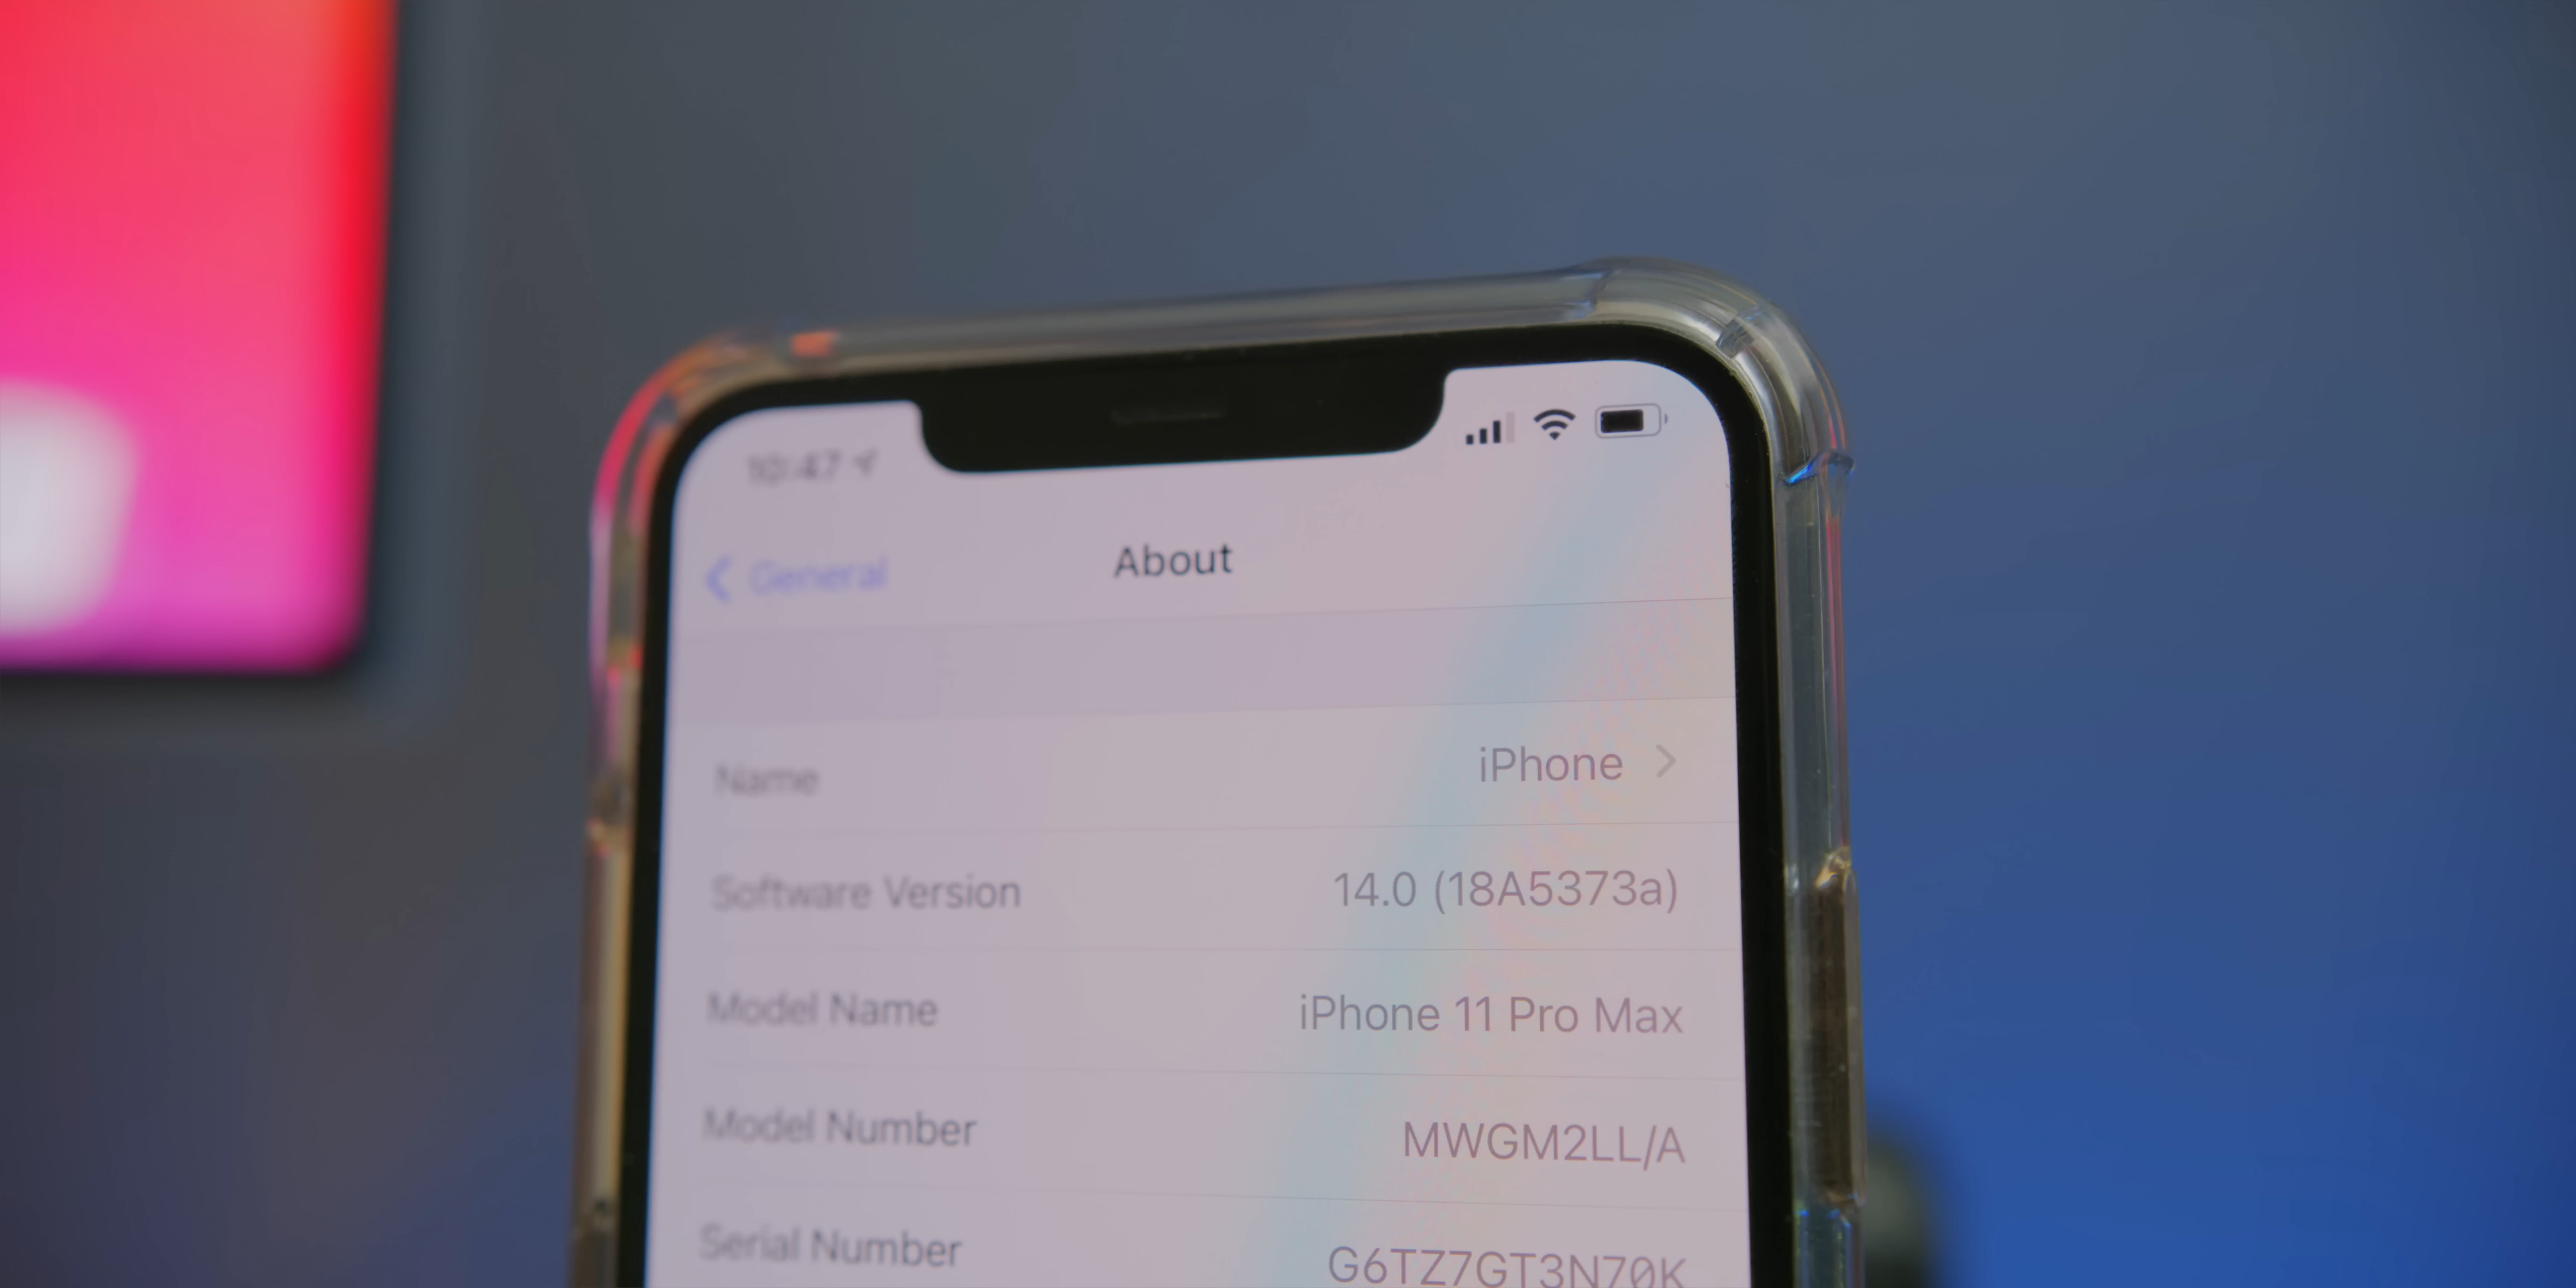 10:47
General
About
Name iPhone
Software Version 14.0 (18A5373a)
Model Name iPhone 11 Pro Max
Model Number MWGM2LL/A
Serial Number G6TZ7GT3N70K